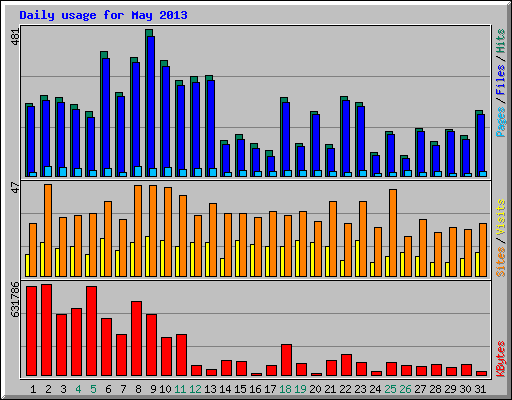 Daily usage for May 2013
481
Pages / Files / Hits
47
Sites / Visits
631786
KBytes
1 2 3 4 5 6 7 8 9 10 11 12 13 14 15 16 17 18 19 20 21 22 23 24 25 26 27 28 29 30 31